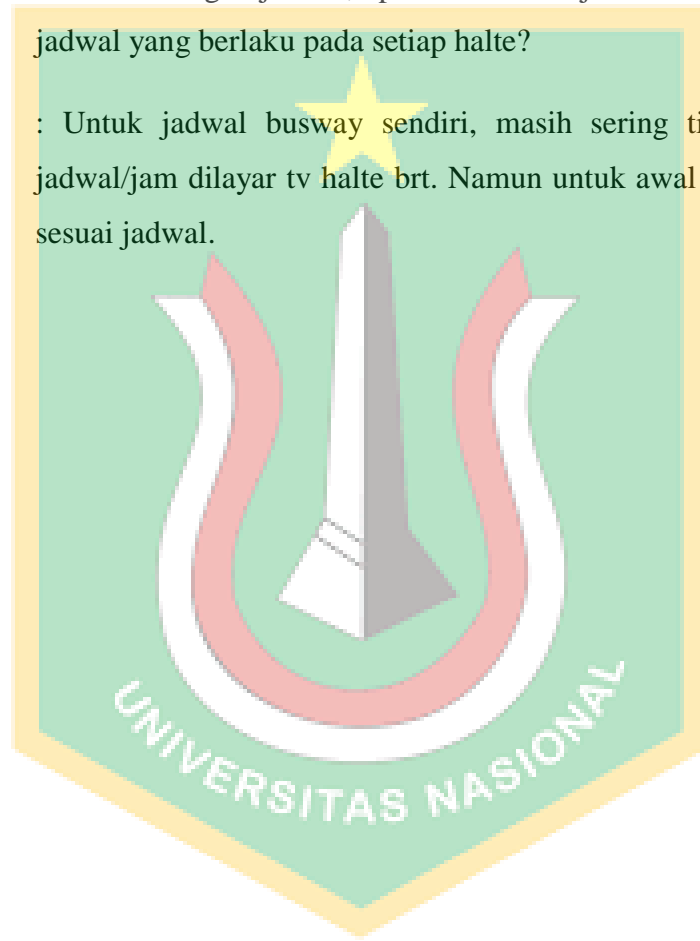 jadwal yang berlaku pada setiap halte?
: Untuk jadwal busway sendiri, masih sering
jadwal/jam dilayar tv halte brt. Namun untuk awal
sesuai jadwal.
UNIVERSITAS NASIONAL